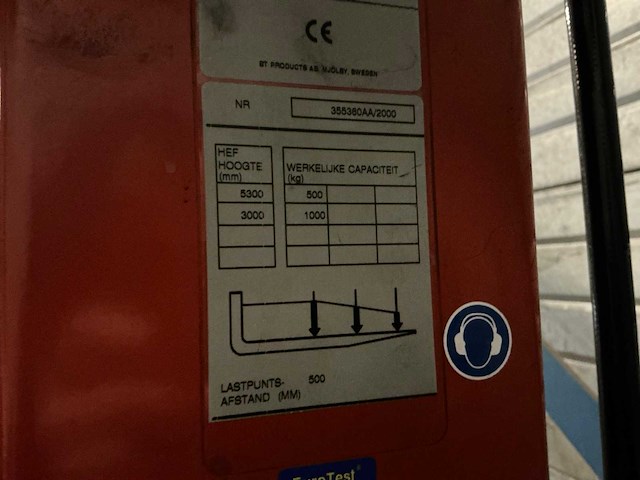 CE
BT PRODUCTS AB, MJÖLBY, SWEDEN
NR 355360AA/2000
HEF
HOOGTE
(mm)
WERKELIJKE CAPACITEIT
(kg)
5300 500
3000 1000
LASTPUNTS-
AFSTAND (MM) 500
EuroTest